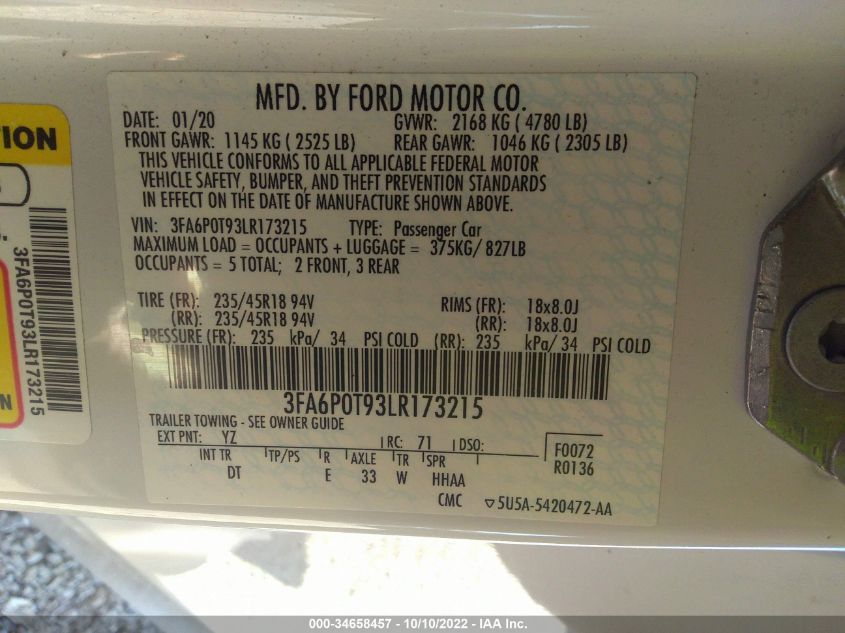 MFD. BY FORD MOTOR CO.
DATE: 01/20 GVWR: 2168 KG ( 4780 LB)
FRONT GAWR: 1145 KG ( 2525 LB) REAR GAWR: 1046 KG ( 2305 LB)
THIS VEHICLE CONFORMS TO ALL APPLICABLE FEDERAL MOTOR
VEHICLE SAFETY, BUMPER, AND THEFT PREVENTION STANDARDS
IN EFFECT ON THE DATE OF MANUFACTURE SHOWN ABOVE.
VIN: 3FA6P0T93LR173215 TYPE: Passenger Car
MAXIMUM LOAD = OCCUPANTS + LUGGAGE = 375KG/ 827LB
OCCUPANTS = 5 TOTAL; 2 FRONT, 3 REAR
TIRE (FR): 235/45R18 94V RIMS (FR): 18x8.0J
(RR): 235/45R18 94V (RR): 18x8.0J
PRESSURE (FR): 235 kPa/ 34 PSI COLD (RR): 235 kPa/ 34 PSI COLD
3FA6P0T93LR173215
TRAILER TOWING - SEE OWNER GUIDE
EXT PNT: YZ RC: 71 DSO: F0072
INT TR TP/PS R AXLE TR SPR R0136
DT E 33 W HHAA
CMC ▽5U5A-5420472-AA
3FA6P0T93LR173215
000-34658457 - 10/10/2022 - IAA Inc.